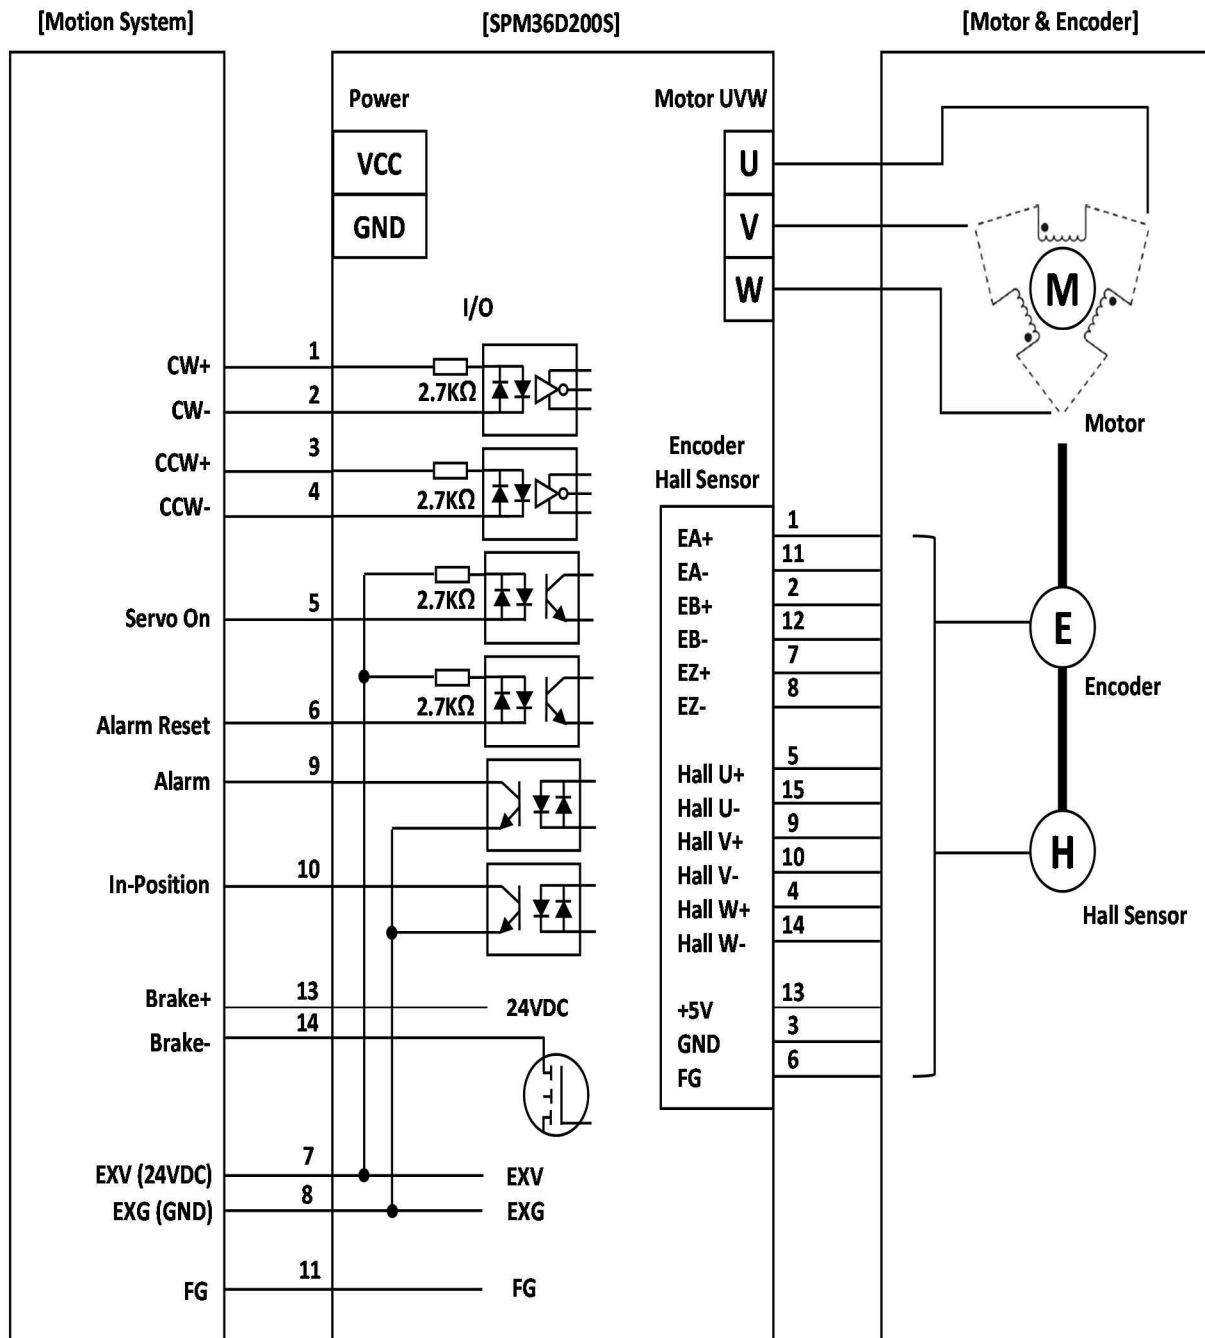 [Motion System]
[SPM36D200S]
[Motor & Encoder]
Power
VCC
GND
Motor UVW
U
V
W
M
Motor
I/O
CW+ 1
2.7KΩ
CW- 2
CCW+ 3
2.7KΩ
CCW- 4
2.7KΩ
Servo On 5
2.7KΩ
Alarm Reset 6
Alarm 9
In-Position 10
Brake+ 13 24VDC
Brake- 14
EXV (24VDC) 7 EXV
EXG (GND) 8 EXG
FG 11 FG
Encoder
Hall Sensor
EA+ 1
EA- 11
EB+ 2
EB- 12
EZ+ 7
EZ- 8
Hall U+ 5
Hall U- 15
Hall V+ 9
Hall V- 10
Hall W+ 4
Hall W- 14
+5V 13
GND 3
FG 6
E
Encoder
H
Hall Sensor